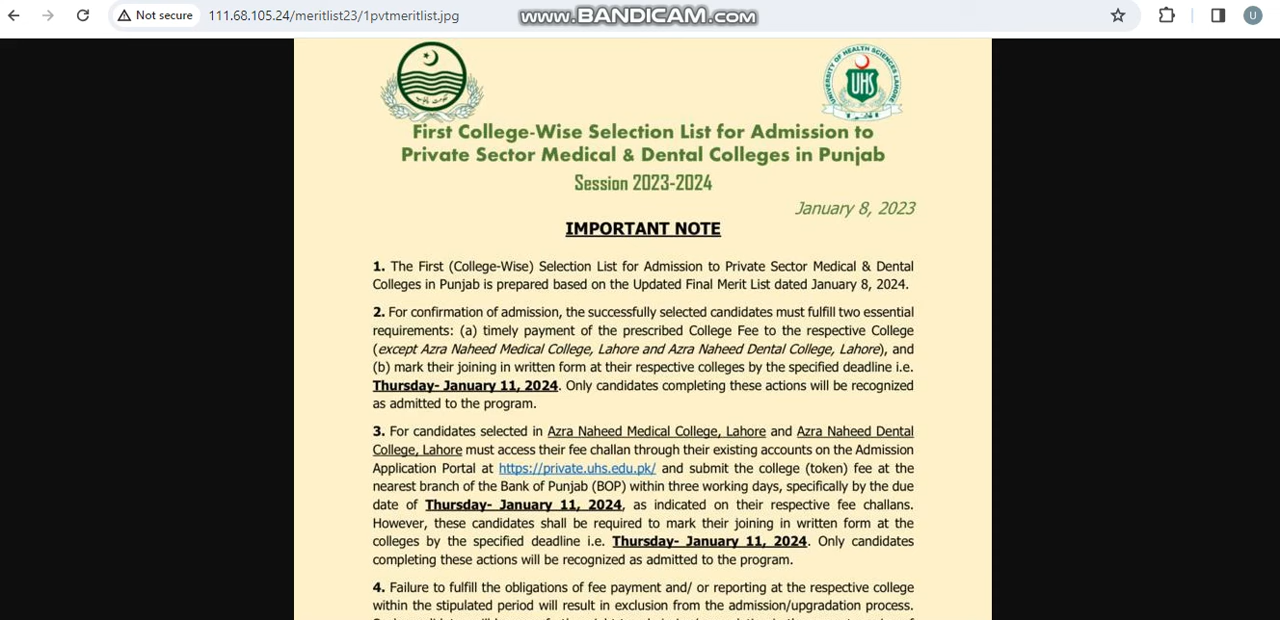 Not secure 111.68.105.24/meritlist23/1pvtmeritlist.jpg
www.BANDICAM.com
U
UNIVERSITY OF HEALTH SCIENCES LAHORE
UHS
First College-Wise Selection List for Admission to
Private Sector Medical & Dental Colleges in Punjab
Session 2023-2024
January 8, 2023
IMPORTANT NOTE
1. The First (College-Wise) Selection List for Admission to Private Sector Medical & Dental
Colleges in Punjab is prepared based on the Updated Final Merit List dated January 8, 2024.
2. For confirmation of admission, the successfully selected candidates must fulfill two essential
requirements: (a) timely payment of the prescribed College Fee to the respective College
(except Azra Naheed Medical College, Lahore and Azra Naheed Dental College, Lahore), and
(b) mark their joining in written form at their respective colleges by the specified deadline i.e.
Thursday- January 11, 2024. Only candidates completing these actions will be recognized
as admitted to the program.
3. For candidates selected in Azra Naheed Medical College, Lahore and Azra Naheed Dental
College, Lahore must access their fee challan through their existing accounts on the Admission
Application Portal at https://private.uhs.edu.pk/ and submit the college (token) fee at the
nearest branch of the Bank of Punjab (BOP) within three working days, specifically by the due
date of Thursday- January 11, 2024, as indicated on their respective fee challans.
However, these candidates shall be required to mark their joining in written form at the
colleges by the specified deadline i.e. Thursday- January 11, 2024. Only candidates
completing these actions will be recognized as admitted to the program.
4. Failure to fulfill the obligations of fee payment and/ or reporting at the respective college
within the stipulated period will result in exclusion from the admission/upgradation process.